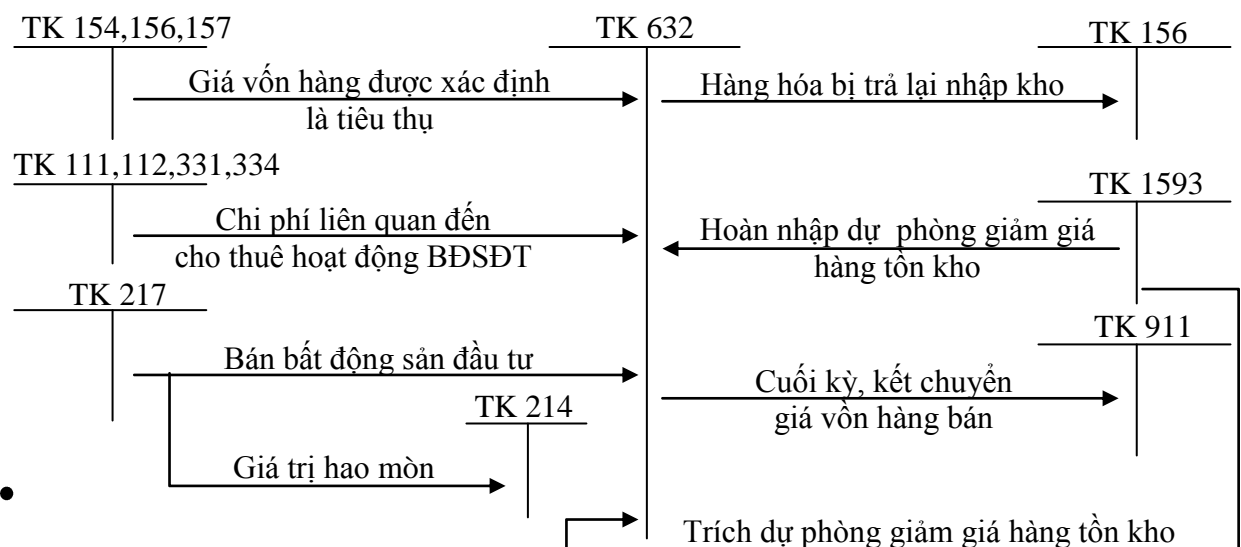 TK 154,156,157
TK 632
TK 156
Giá vốn hàng được xác định
là tiêu thụ
Hàng hóa bị trả lại nhập kho
TK 111,112,331,334
TK 1593
Chi phí liên quan đến
cho thuê hoạt động BĐSĐT
Hoàn nhập dự phòng giảm giá
hàng tồn kho
TK 217
TK 911
Bán bất động sản đầu tư
Cuối kỳ, kết chuyển
giá vồn hàng bán
TK 214
Giá trị hao mòn
Trích dự phòng giảm giá hàng tồn kho